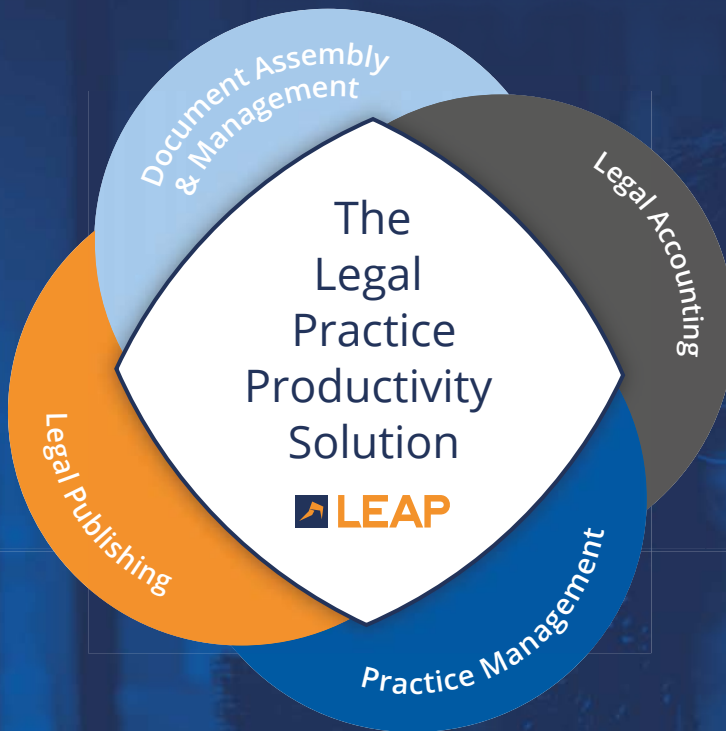 Document Assembly
& Management
Legal Accounting
The
Legal
Practice
Productivity
Solution
LEAP
Legal Publishing
Practice Management